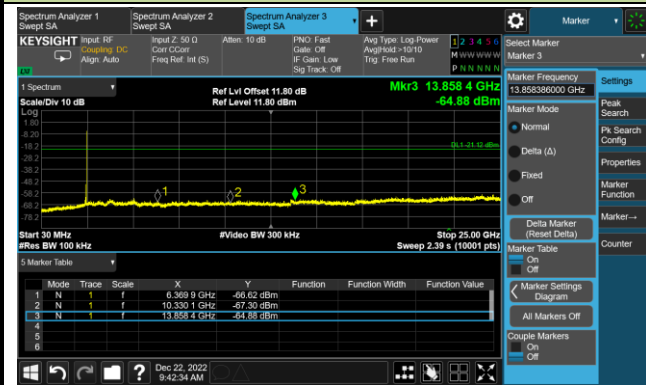 Spectrum Analyzer 1
Swept SA
Spectrum Analyzer 2
Swept SA
Spectrum Analyzer 3
Swept SA
+
Marker
KEYSIGHT
Input: RF
Coupling: DC
Align: Auto
Input Z: 50 Ω
Corr CCorr
Freq Ref: Int (S)
Atten: 10 dB
PNO: Fast
Gate: Off
IF Gain: Low
Sig Track: Off
Avg Type: Log-Power
Avg|Hold:>10/10
Trig: Free Run
1 2 3 4 5 6
M W W W W W
P N N N N N
LXI
Select Marker
Marker 3
1 Spectrum
Scale/Div 10 dB
Log
Ref Lvl Offset 11.80 dB
Ref Level 11.80 dBm
Mkr3 13.858 4 GHz
-64.88 dBm
1.80
-8.20
-18.2
-28.2
-38.2
-48.2
-58.2
-68.2
-78.2
DL1 -21.12 dBm
1
2
3
Start 30 MHz
#Res BW 100 kHz
#Video BW 300 kHz
Stop 25.00 GHz
Sweep 2.39 s (10001 pts)
5 Marker Table
Mode Trace Scale X Y Function Function Width Function Value
1 N 1 f 6.369 9 GHz -66.62 dBm
2 N 1 f 10.330 1 GHz -67.30 dBm
3 N 1 f 13.858 4 GHz -64.88 dBm
4
5
6
Marker Frequency
13.858386000 GHz
Marker Mode
Normal
Delta (Δ)
Fixed
Off
Delta Marker
(Reset Delta)
Marker Table
On
Off
Marker Settings
Diagram
All Markers Off
Couple Markers
On
Off
Settings
Peak
Search
Pk Search
Config
Properties
Marker
Function
Marker→
Counter
?
Dec 22, 2022
9:42:34 AM